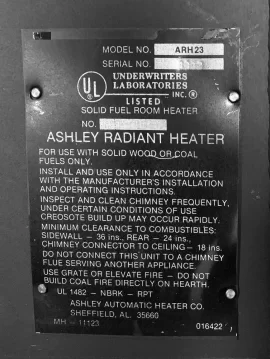 MODEL NO. ARH23
SERIAL NO.
UL
UNDERWRITERS
LABORATORIES
INC.®
LISTED
SOLID FUEL ROOM HEATER
NO.
ASHLEY RADIANT HEATER
FOR USE WITH SOLID WOOD OR COAL
FUELS ONLY.
INSTALL AND USE ONLY IN ACCORDANCE
WITH THE MANUFACTURER'S INSTALLATION
AND OPERATING INSTRUCTIONS.
INSPECT AND CLEAN CHIMNEY FREQUENTLY,
UNDER CERTAIN CONDITIONS OF USE
CREOSOTE BUILD UP MAY OCCUR RAPIDLY.
MINIMUM CLEARANCE TO COMBUSTIBLES:
SIDEWALL - 36 ins., REAR - 24 ins.,
CHIMNEY CONNECTOR TO CEILING - 18 ins.
DO NOT CONNECT THIS UNIT TO A CHIMNEY
FLUE SERVING ANOTHER APPLIANCE.
USE GRATE OR ELEVATE FIRE - DO NOT
BUILD COAL FIRE DIRECTLY ON HEARTH.
UL 1482 - NBRK - RPT
ASHLEY AUTOMATIC HEATER CO.
SHEFFIELD, AL. 35660
MH 11123 016422